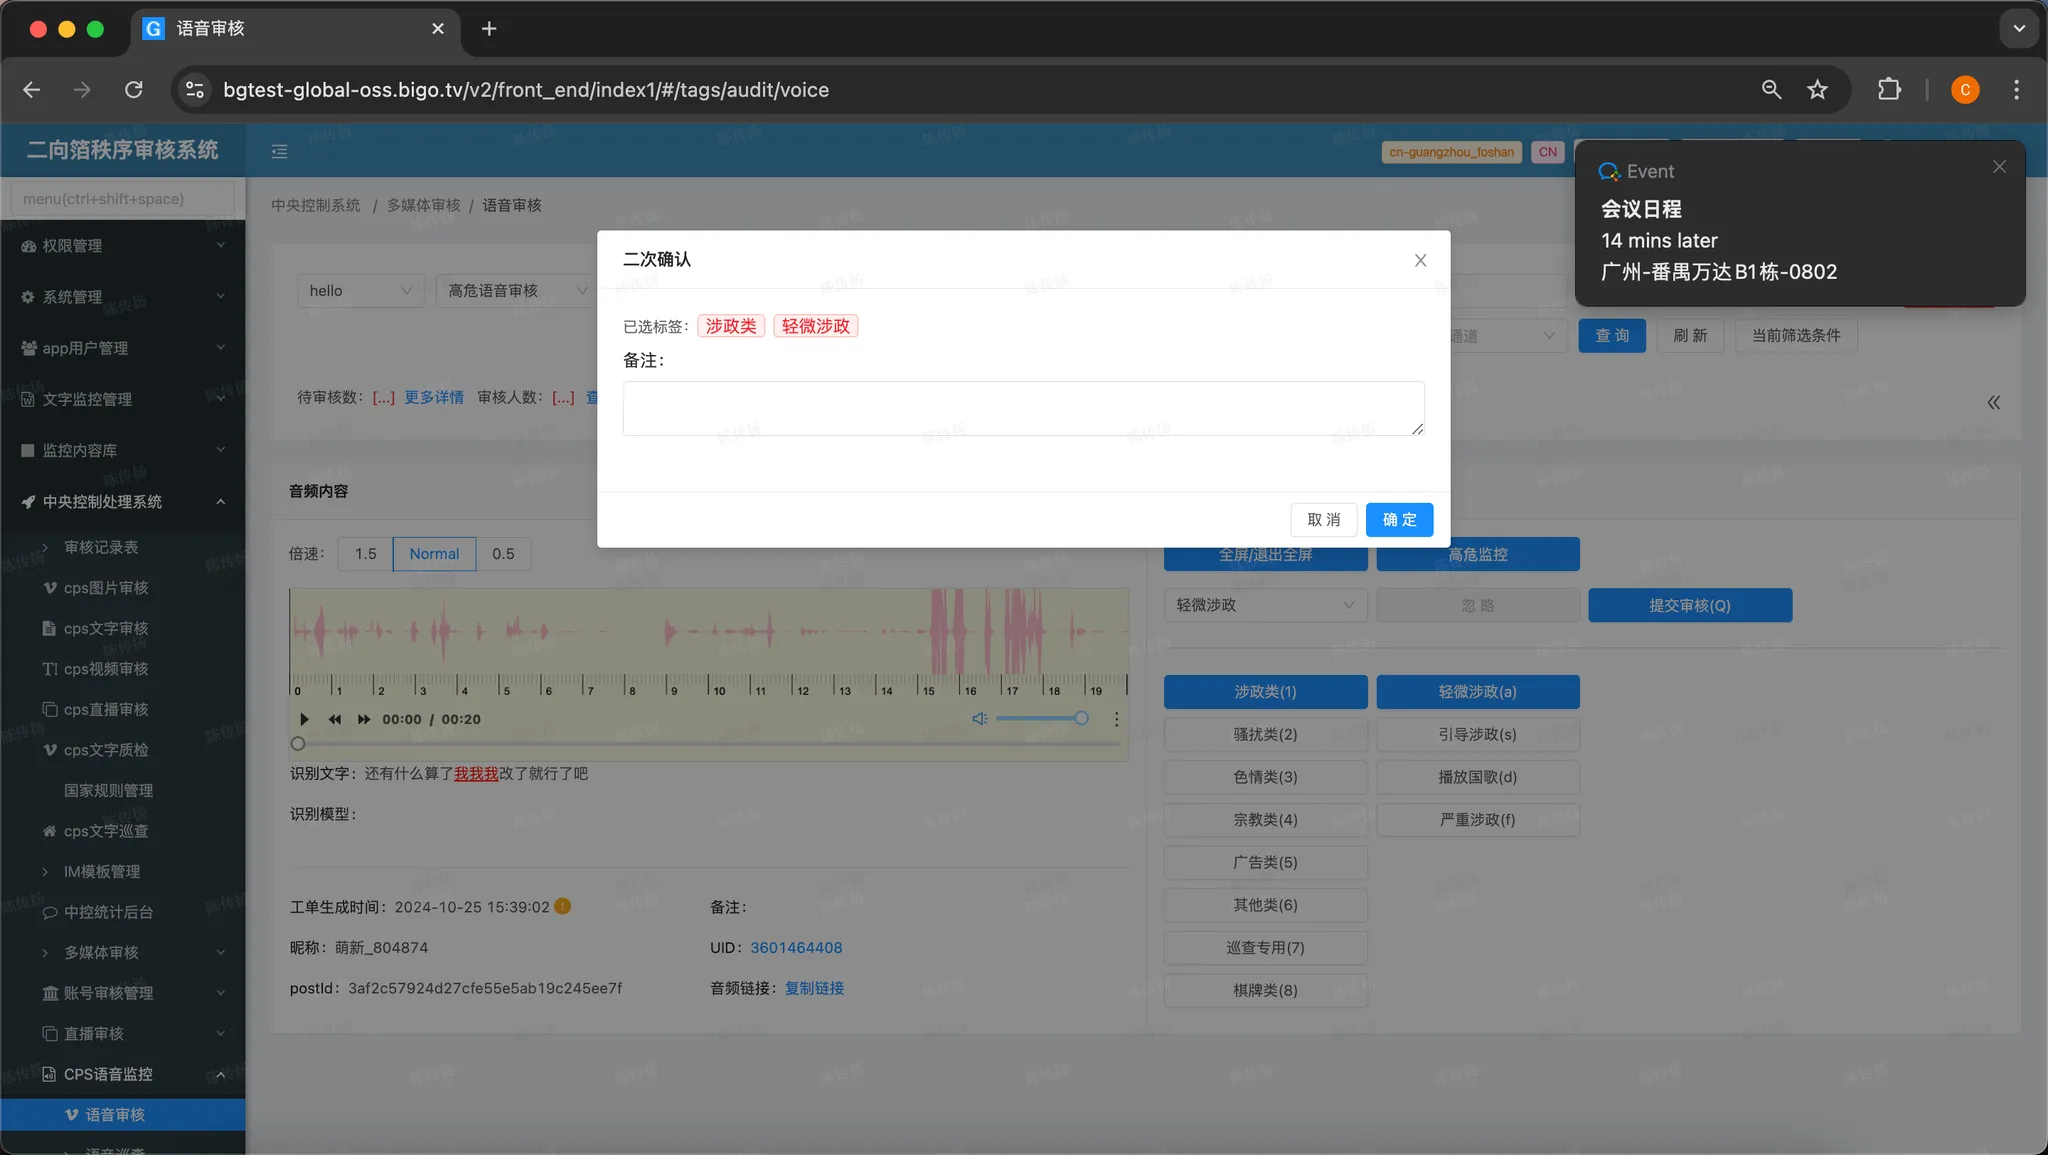 语音审核
bgtest-global-oss.bigo.tv/v2/front_end/index1/#/tags/audit/voice
C
二向箔秩序审核系统
cn-guangzhou_foshan
CN
Event
会议日程
14 mins later
广州-番禺万达B1栋-0802
menu(ctrl+shift+space)
权限管理
系统管理
app用户管理
文字监控管理
监控内容库
中央控制处理系统
审核记录表
cps图片审核
cps文字审核
cps视频审核
cps直播审核
cps文字质检
国家规则管理
cps文字巡查
IM模板管理
中控统计后台
多媒体审核
账号审核管理
直播审核
CPS语音监控
语音审核
语音巡查
中央控制系统 / 多媒体审核 / 语音审核
hello
高危语音审核
通道
查 询
刷 新
当前筛选条件
待审核数：[...] 更多详情 审核人数：[...] 查
二次确认
已选标签： 涉政类 轻微涉政
备注：
取 消
确 定
音频内容
倍速： 1.5 Normal 0.5
0 1 2 3 4 5 6 7 8 9 10 11 12 13 14 15 16 17 18 19
00:00 / 00:20
识别文字：还有什么算了我我我改了就行了吧
识别模型：
工单生成时间：2024-10-25 15:39:02
备注：
昵称：萌新_804874
UID：3601464408
postId：3af2c57924d27cfe55e5ab19c245ee7f
音频链接：复制链接
全屏/退出全屏
高危监控
轻微涉政
忽 略
提交审核(Q)
涉政类(1)
轻微涉政(a)
骚扰类(2)
引导涉政(s)
色情类(3)
播放国歌(d)
宗教类(4)
严重涉政(f)
广告类(5)
其他类(6)
巡查专用(7)
棋牌类(8)
陈传扬